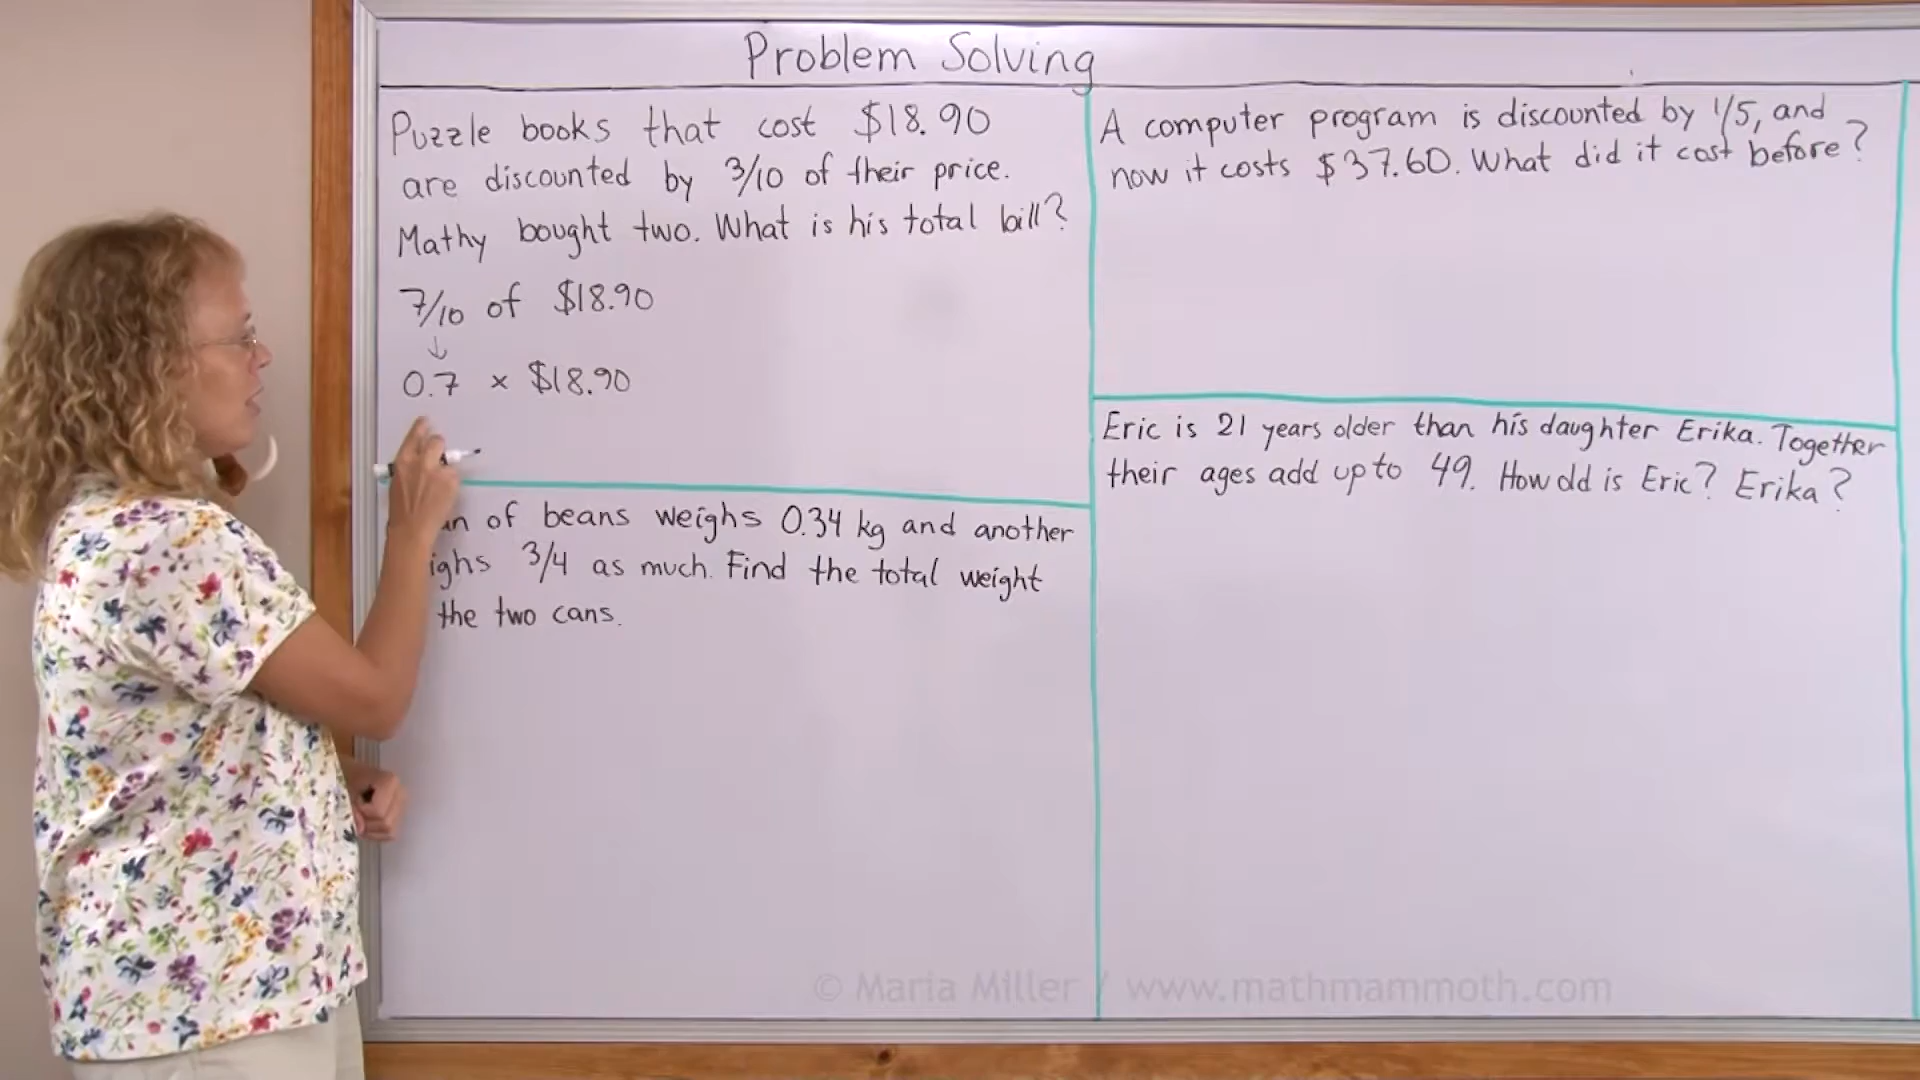 Problem Solving
Puzzle books that cost $18.90
are discounted by 3/10 of their price.
Mathy bought two. What is his total bill?
7/10 of $18.90
↓
0.7 × $18.90
of beans weighs 0.34 kg and another
3/4 as much. Find the total weight
the two cans.
A computer program is discounted by 1/5, and
now it costs $37.60. What did it cost before?
Eric is 21 years older than his daughter Erika. Together
their ages add up to 49. How old is Eric? Erika?
© Maria Miller / www.mathmammoth.com